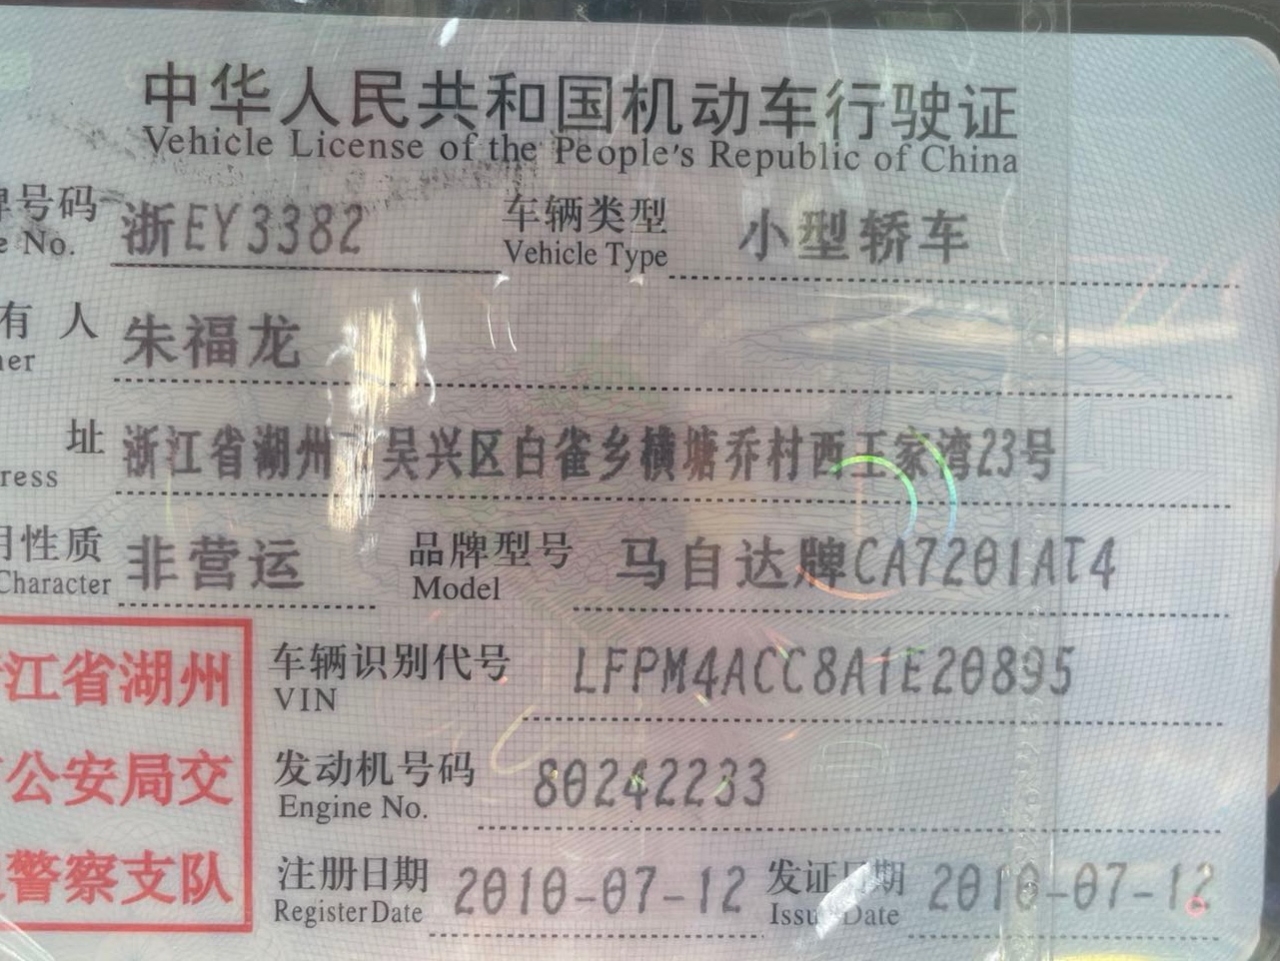 中华人民共和国机动车行驶证
Vehicle License of the People's Republic of China
牌号码 浙EY3382 车辆类型 小型轿车
e No. Vehicle Type
有 人 朱福龙
ner
址 浙江省湖州 吴兴区白雀乡横塘乔村西王家湾23号
ress
用性质 非营运 品牌型号 马自达牌CA7201AT4
Character Model
浙江省湖州 车辆识别代号 LFPM4ACC8A1E20895
VIN
公安局交 发动机号码 80242233
Engine No.
警察支队 注册日期 2010-07-12 发证日期 2010-07-12
Register Date Issue Date